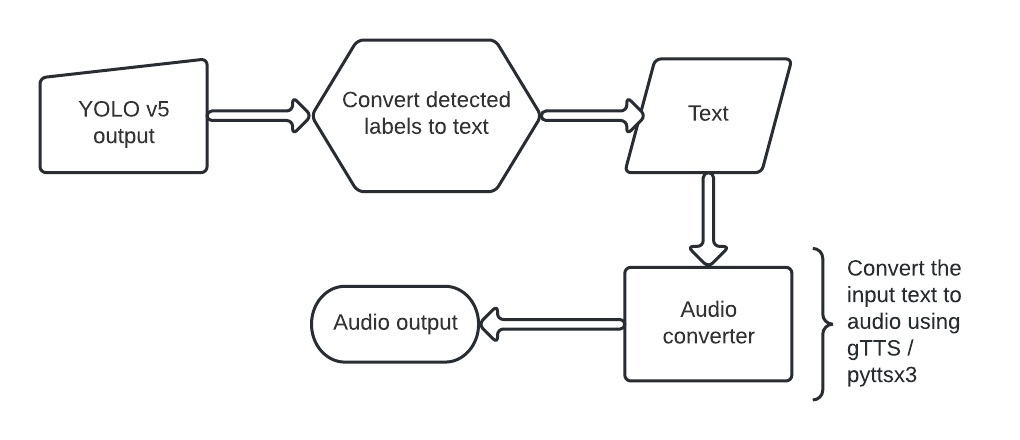 YOLO v5
output
Convert detected
labels to text
Text
Audio
converter
Convert the
input text to
audio using
gTTS /
pyttsx3
Audio output